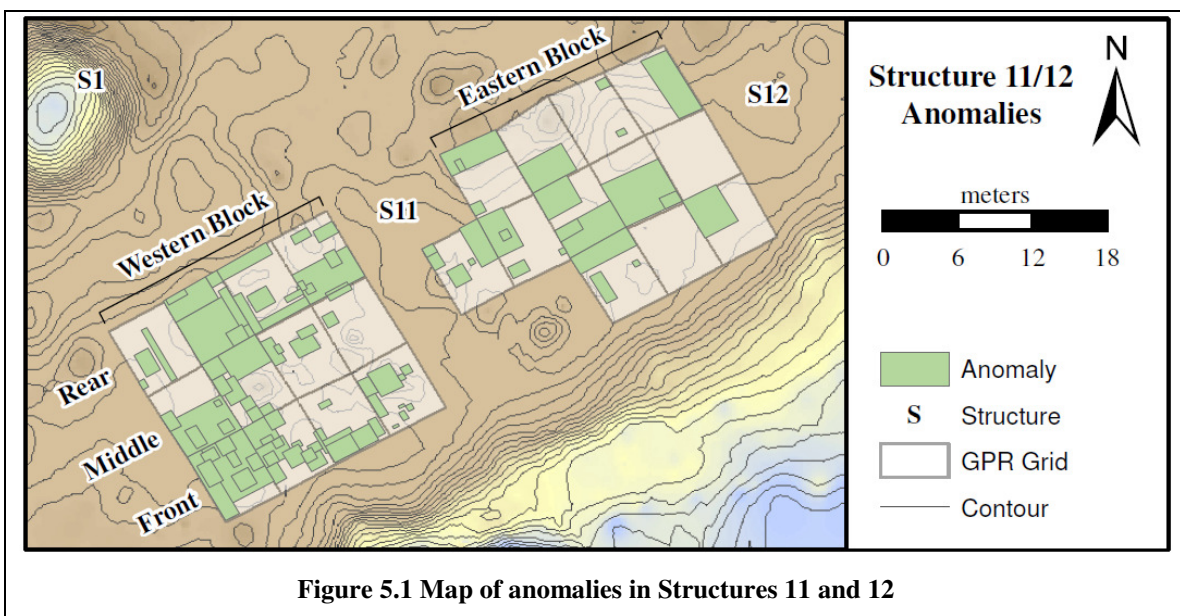 S1
Eastern Block
S12
S11
Western Block
Rear
Middle
Front
Structure 11/12
Anomalies
N
meters
0 6 12 18
Anomaly
S Structure
GPR Grid
Contour
Figure 5.1 Map of anomalies in Structures 11 and 12